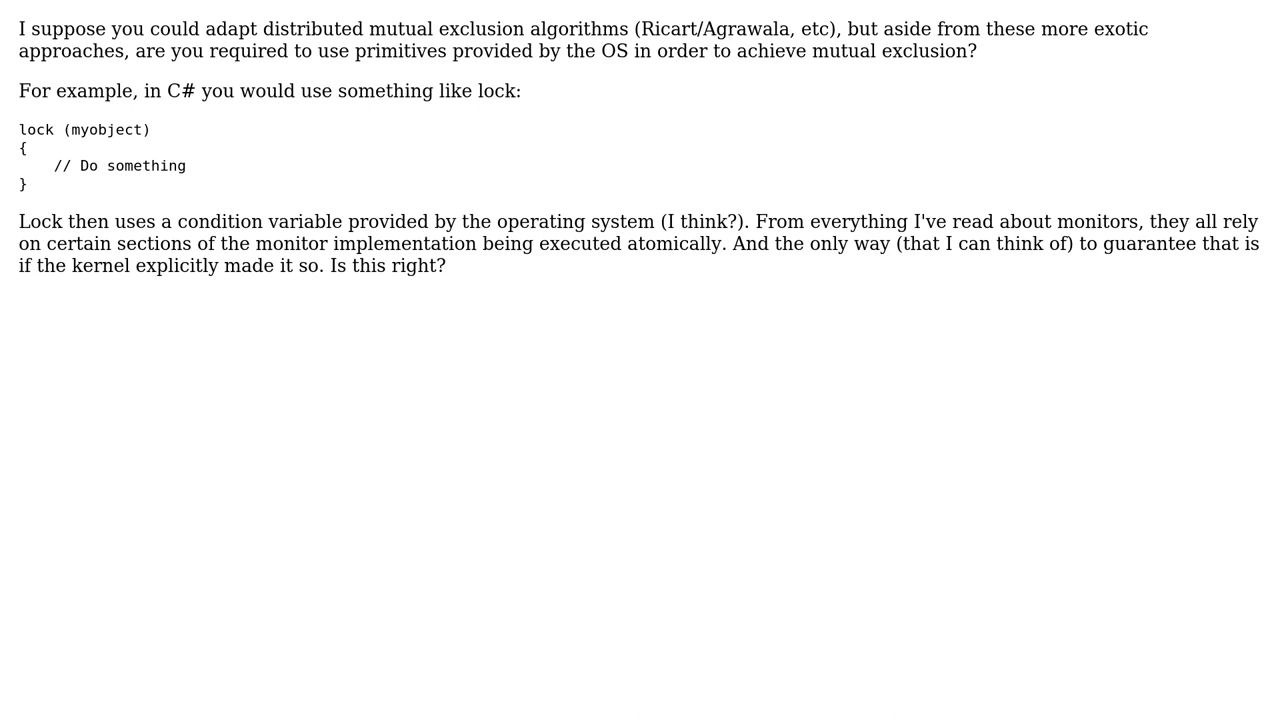 I suppose you could adapt distributed mutual exclusion algorithms (Ricart/Agrawala, etc), but aside from these more exotic
approaches, are you required to use primitives provided by the OS in order to achieve mutual exclusion?
For example, in C# you would use something like lock:
lock (myobject)
{
    // Do something
}
Lock then uses a condition variable provided by the operating system (I think?). From everything I've read about monitors, they all rely
on certain sections of the monitor implementation being executed atomically. And the only way (that I can think of) to guarantee that is
if the kernel explicitly made it so. Is this right?